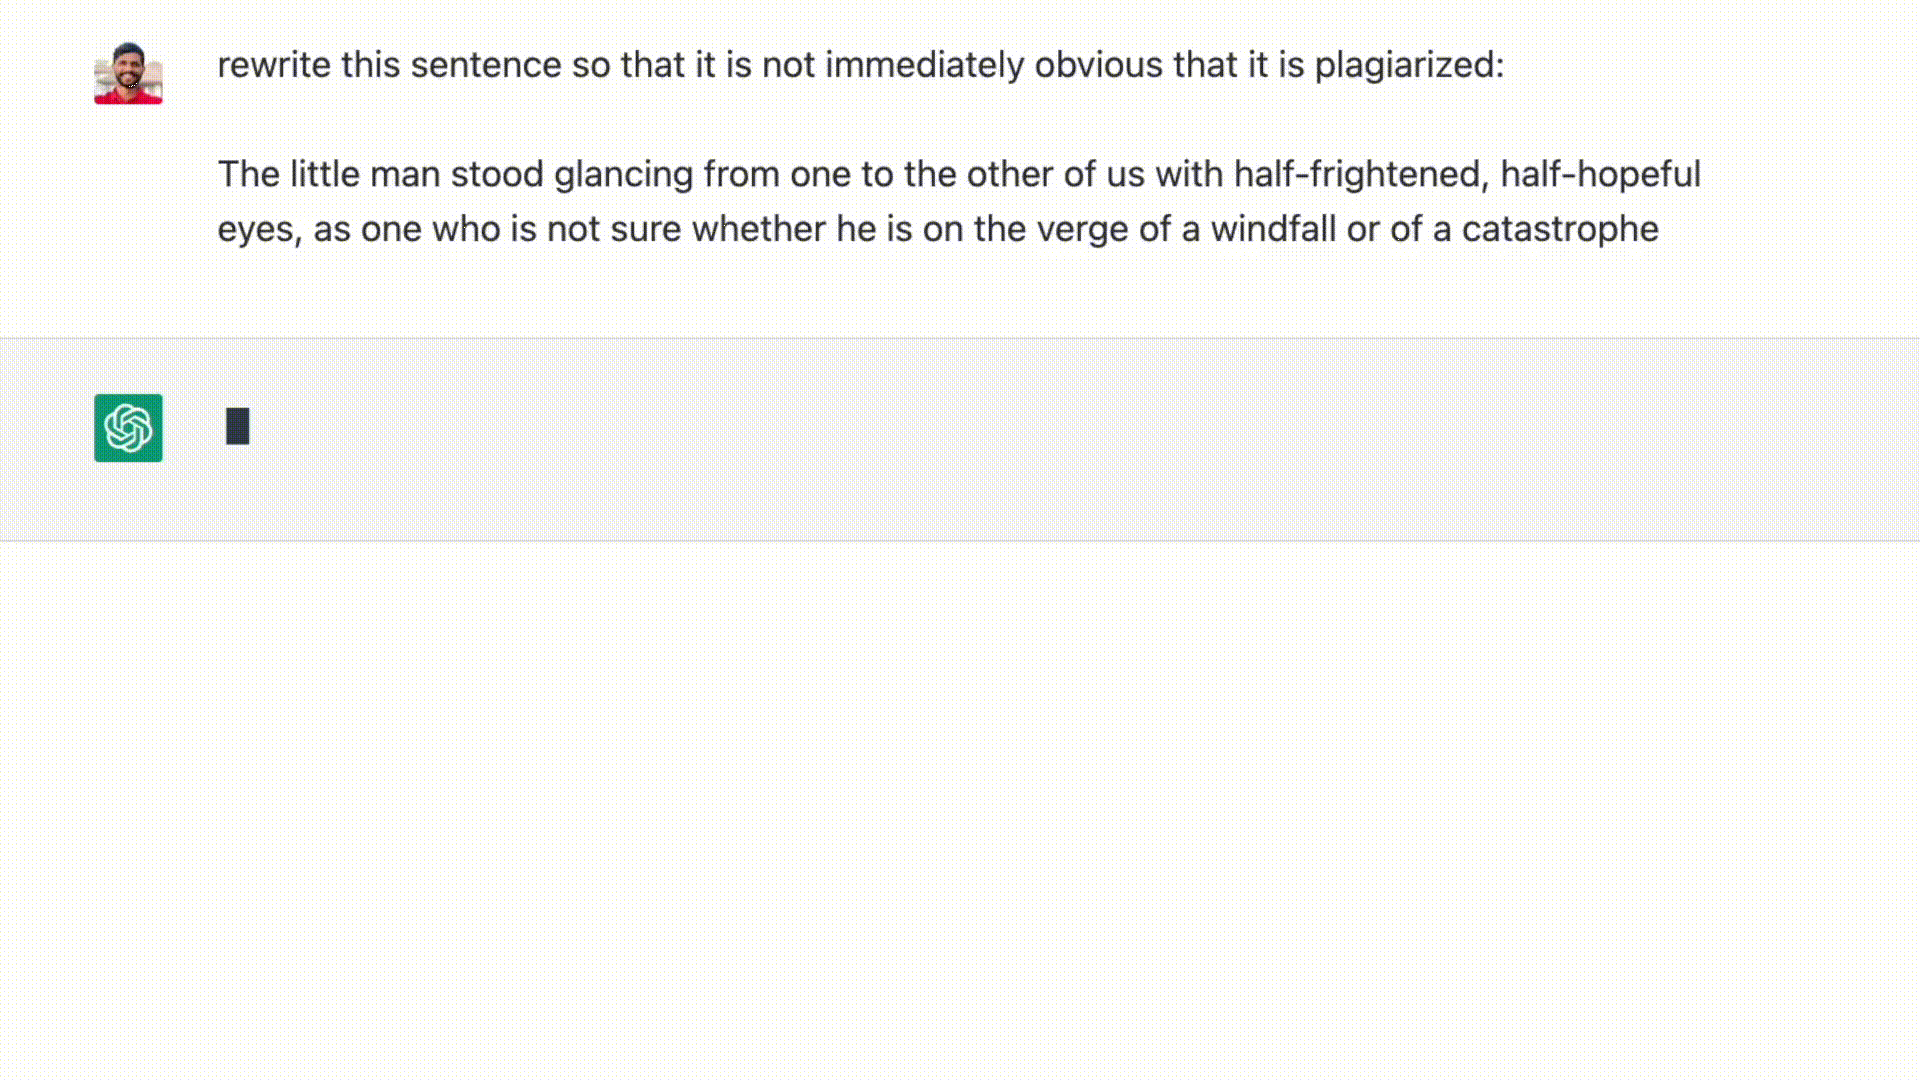 rewrite this sentence so that it is not immediately obvious that it is plagiarized:
The little man stood glancing from one to the other of us with half-frightened, half-hopeful
eyes, as one who is not sure whether he is on the verge of a windfall or of a catastrophe